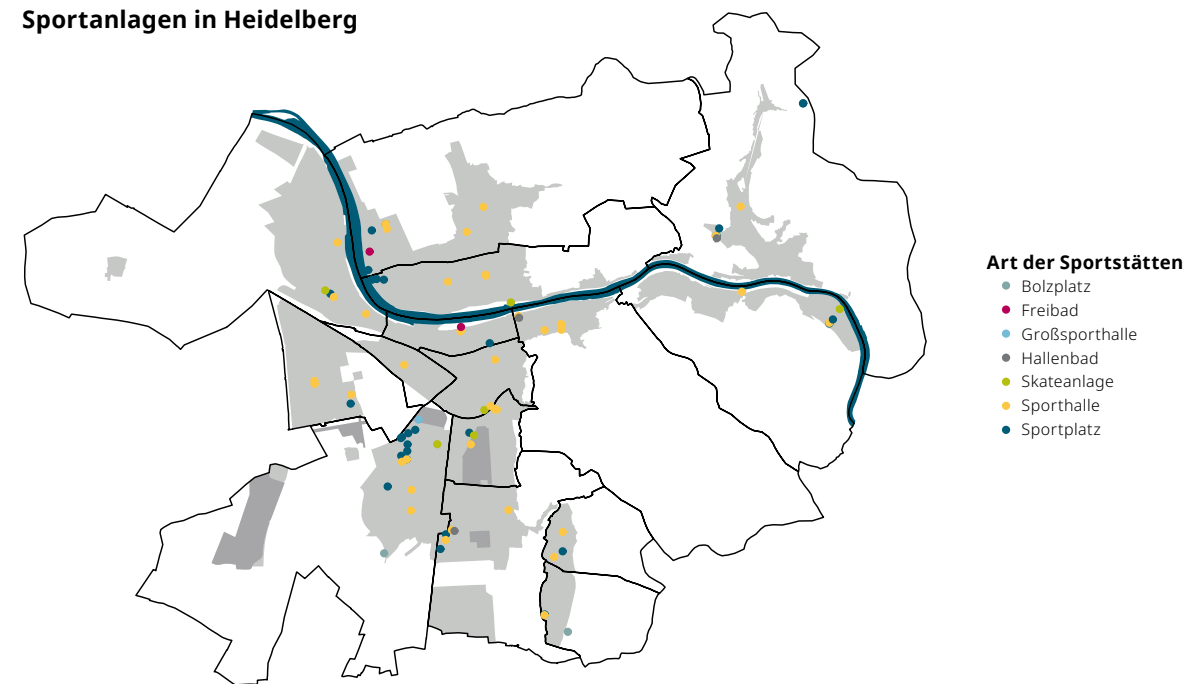 Sportanlagen in Heidelberg
Art der Sportstätten
Bolzplatz
Freibad
Großsporthalle
Hallenbad
Skateanlage
Sporthalle
Sportplatz